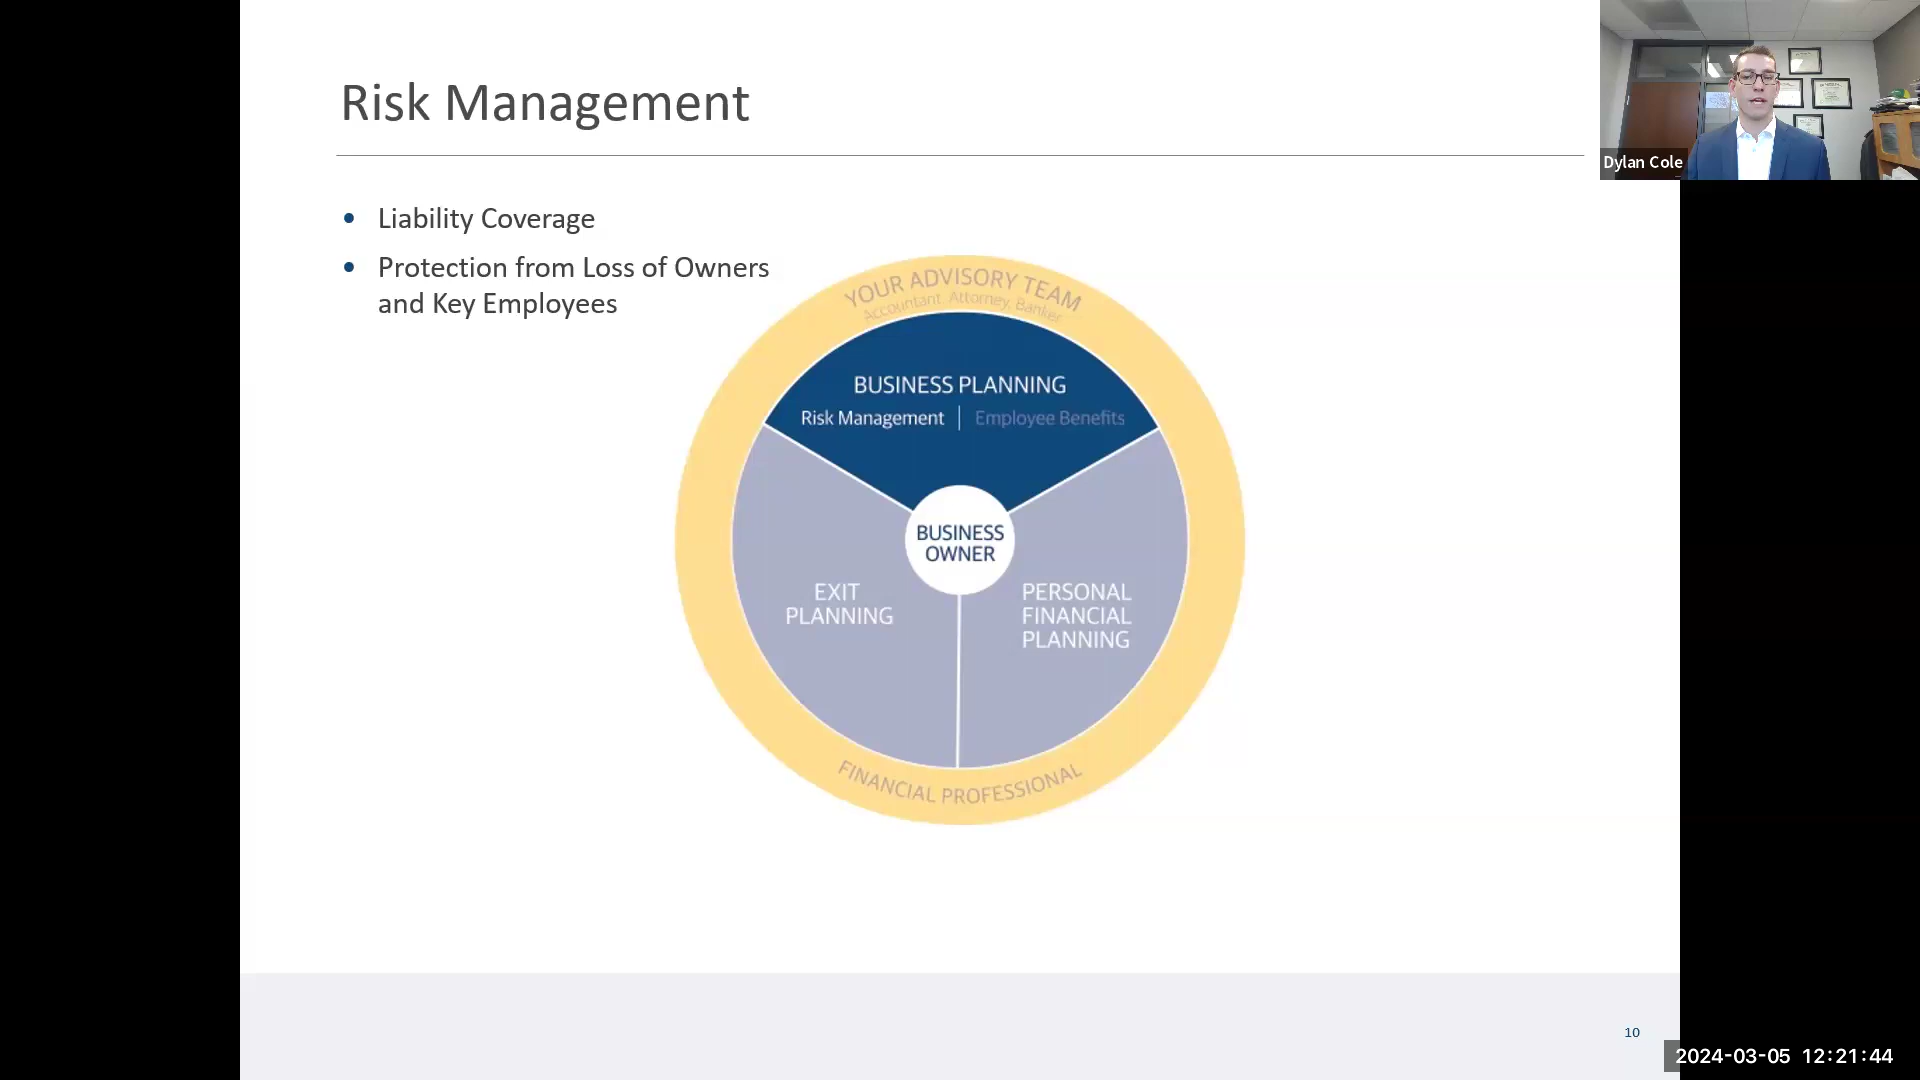 Risk Management
Dylan Cole
• Liability Coverage
• Protection from Loss of Owners
and Key Employees
YOUR ADVISORY TEAM
Accountant, Attorney, Banker
BUSINESS PLANNING
Risk Management | Employee Benefits
BUSINESS
OWNER
EXIT
PLANNING
PERSONAL
FINANCIAL
PLANNING
FINANCIAL PROFESSIONAL
10
2024-03-05 12:21:44